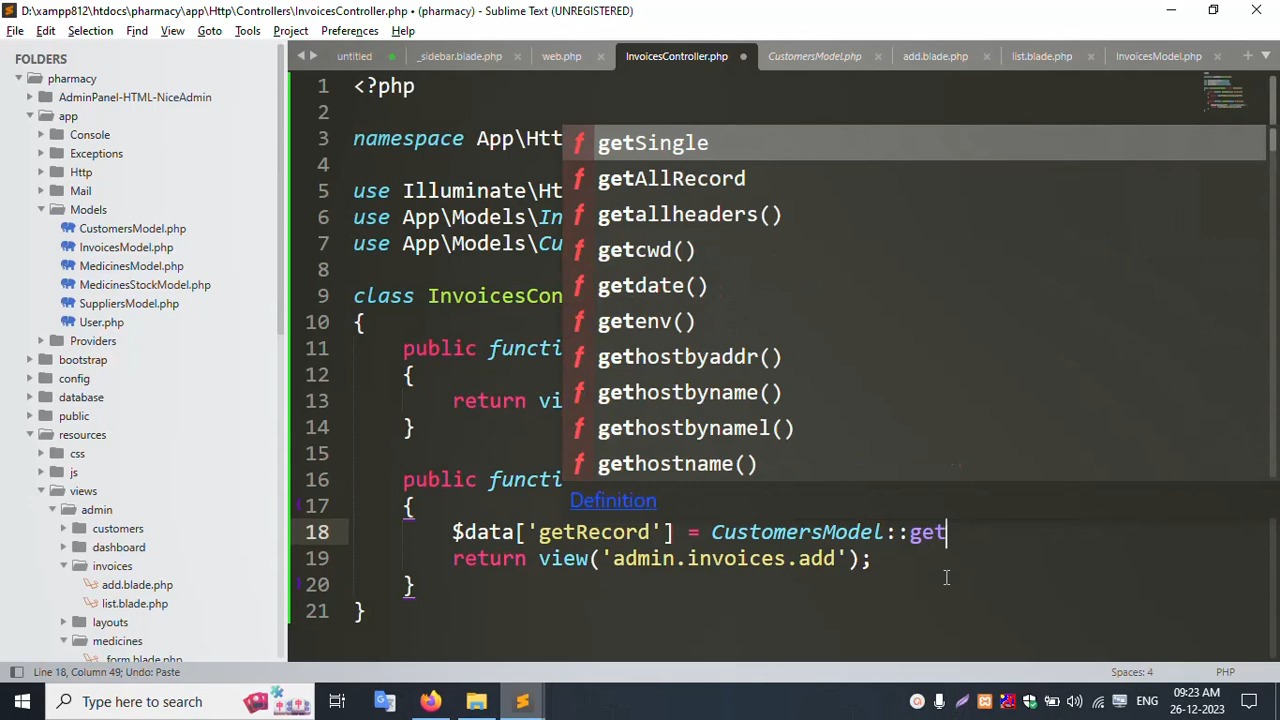 D:\xampp812\htdocs\pharmacy\app\Http\Controllers\InvoicesController.php • (pharmacy) - Sublime Text (UNREGISTERED)
File Edit Selection Find View Goto Tools Project Preferences Help
FOLDERS
pharmacy
AdminPanel-HTML-NiceAdmin
app
Console
Exceptions
Http
Mail
Models
CustomersModel.php
InvoicesModel.php
MedicinesModel.php
MedicinesStockModel.php
SuppliersModel.php
User.php
Providers
bootstrap
config
database
public
resources
css
js
views
admin
customers
dashboard
invoices
add.blade.php
list.blade.php
layouts
medicines
form.blade.php
untitled _sidebar.blade.php web.php InvoicesController.php CustomersModel.php add.blade.php list.blade.php InvoicesModel.php
1 <?php
2
3 namespace App\Htt
4
5 use Illuminate\Ht
6 use App\Models\In
7 use App\Models\Cu
8
9 class InvoicesCon
10 {
11 public functi
12 {
13 return vi
14 }
15
16 public functi
17 {
18 $data['getRecord'] = CustomersModel::get
19 return view('admin.invoices.add');
20 }
21 }
f getSingle
f getAllRecord
f getallheaders()
f getcwd()
f getdate()
f getenv()
f gethostbyaddr()
f gethostbyname()
f gethostbynamel()
f gethostname()
Definition
Line 18, Column 49; Undo: Paste
Spaces: 4
PHP
Type here to search
ENG
09:23 AM
26-12-2023